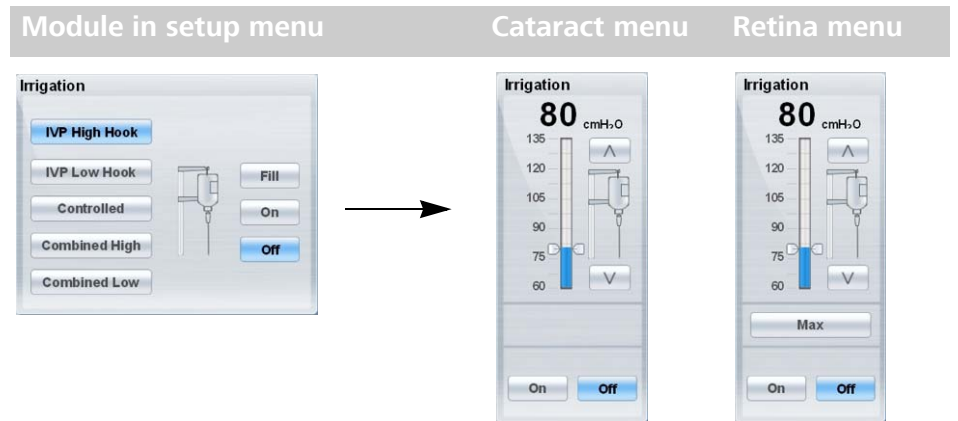 Module in setup menu
Cataract menu
Retina menu
Irrigation
IVP High Hook
IVP Low Hook
Controlled
Combined High
Combined Low
Fill
On
Off
Irrigation
80 cmH₂O
135
120
105
90
75
60
On
Off
Irrigation
80 cmH₂O
135
120
105
90
75
60
Max
On
Off